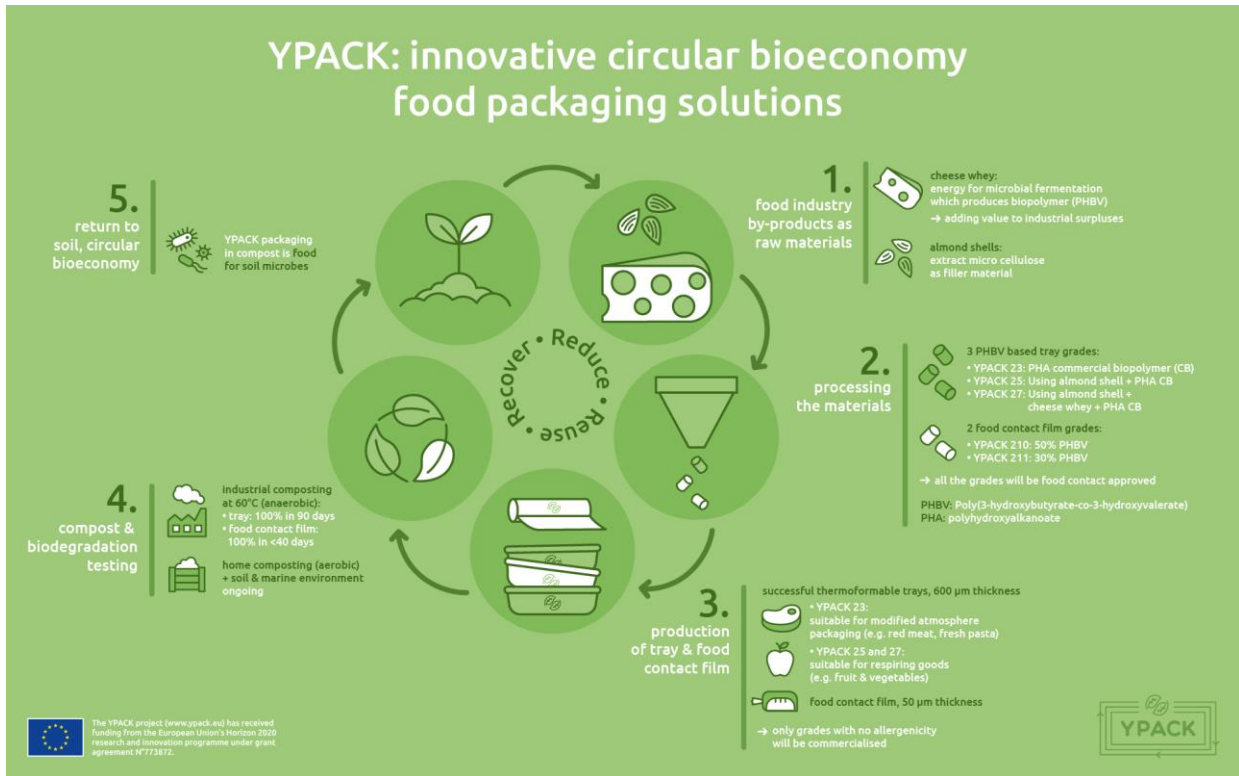 YPACK: innovative circular bioeconomy
food packaging solutions
1.
food industry
by-products as
raw materials
cheese whey:
energy for microbial fermentation
which produces biopolymer (PHBV)
→ adding value to industrial surpluses
almond shells:
extract micro cellulose
as filler material
2.
processing
the materials
3 PHBV based tray grades:
• YPACK 23: PHA commercial biopolymer (CB)
• YPACK 25: Using almond shell + PHA CB
• YPACK 27: Using almond shell +
cheese whey + PHA CB
2 food contact film grades:
• YPACK 210: 50% PHBV
• YPACK 211: 30% PHBV
→ all the grades will be food contact approved
PHBV: Poly(3-hydroxybutyrate-co-3-hydroxyvalerate)
PHA: polyhydroxyalkanoate
3.
production
of tray & food
contact film
successful thermoformable trays, 600 µm thickness
• YPACK 23:
suitable for modified atmosphere
packaging (e.g. red meat, fresh pasta)
• YPACK 25 and 27:
suitable for respiring goods
(e.g. fruit & vegetables)
food contact film, 50 µm thickness
→ only grades with no allergenicity
will be commercialised
4.
compost &
biodegradation
testing
industrial composting
at 60°C (anaerobic):
• tray: 100% in 90 days
• food contact film:
100% in <40 days
home composting (aerobic)
+ soil & marine environment
ongoing
5.
return to
soil, circular
bioeconomy
YPACK packaging
in compost is food
for soil microbes
Reduce • Reuse • Recover •
The YPACK project (www.ypack.eu) has received
funding from the European Union's Horizon 2020
research and innovation programme under grant
agreement N°773872.
YPACK